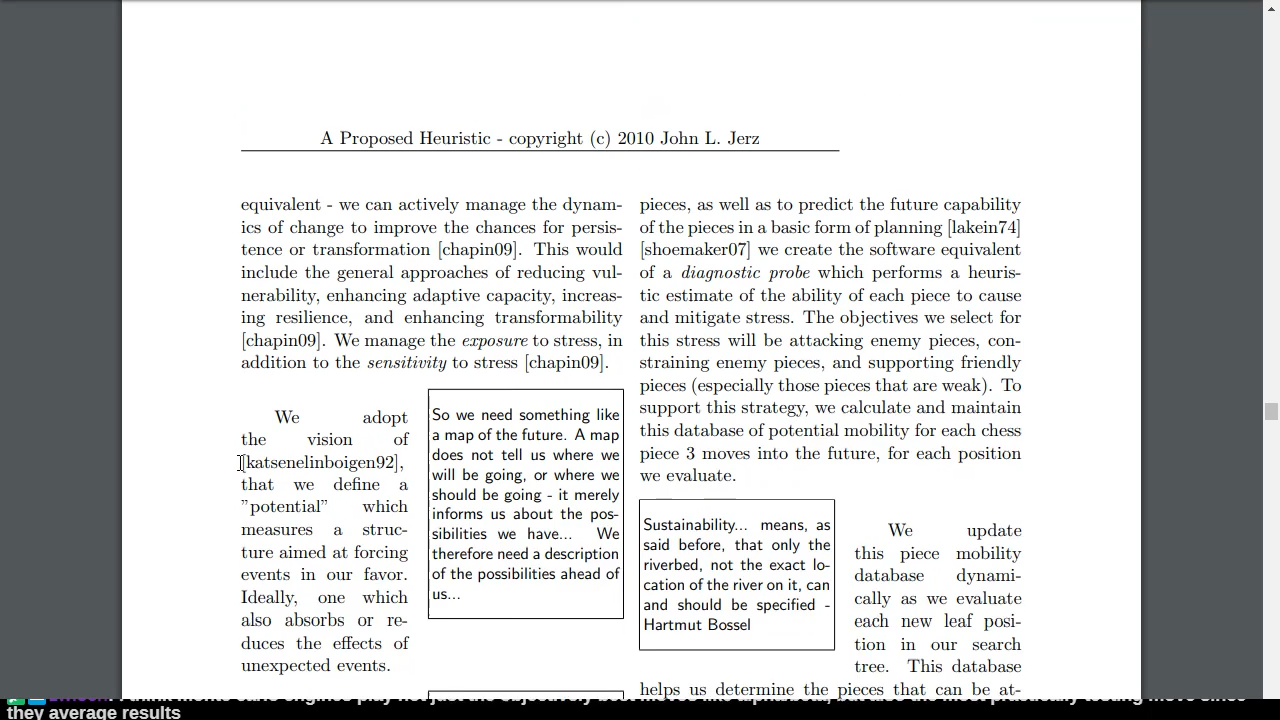 A Proposed Heuristic - copyright (c) 2010 John L. Jerz
equivalent - we can actively manage the dynam-
ics of change to improve the chances for persis-
tence or transformation [chapin09]. This would
include the general approaches of reducing vul-
nerability, enhancing adaptive capacity, increas-
ing resilience, and enhancing transformability
[chapin09]. We manage the exposure to stress, in
addition to the sensitivity to stress [chapin09].
We adopt
the vision of
[katsenelinboigen92],
that we define a
"potential" which
measures a struc-
ture aimed at forcing
events in our favor.
Ideally, one which
also absorbs or re-
duces the effects of
unexpected events.
So we need something like
a map of the future. A map
does not tell us where we
will be going, or where we
should be going - it merely
informs us about the pos-
sibilities we have... We
therefore need a description
of the possibilities ahead of
us...
pieces, as well as to predict the future capability
of the pieces in a basic form of planning [lakein74]
[shoemaker07] we create the software equivalent
of a diagnostic probe which performs a heuris-
tic estimate of the ability of each piece to cause
and mitigate stress. The objectives we select for
this stress will be attacking enemy pieces, con-
straining enemy pieces, and supporting friendly
pieces (especially those pieces that are weak). To
support this strategy, we calculate and maintain
this database of potential mobility for each chess
piece 3 moves into the future, for each position
we evaluate.
Sustainability... means, as
said before, that only the
riverbed, not the exact lo-
cation of the river on it, can
and should be specified -
Hartmut Bossel
We update
this piece mobility
database dynami-
cally as we evaluate
each new leaf posi-
tion in our search
tree. This database
helps us determine the pieces that can be at-
they average results